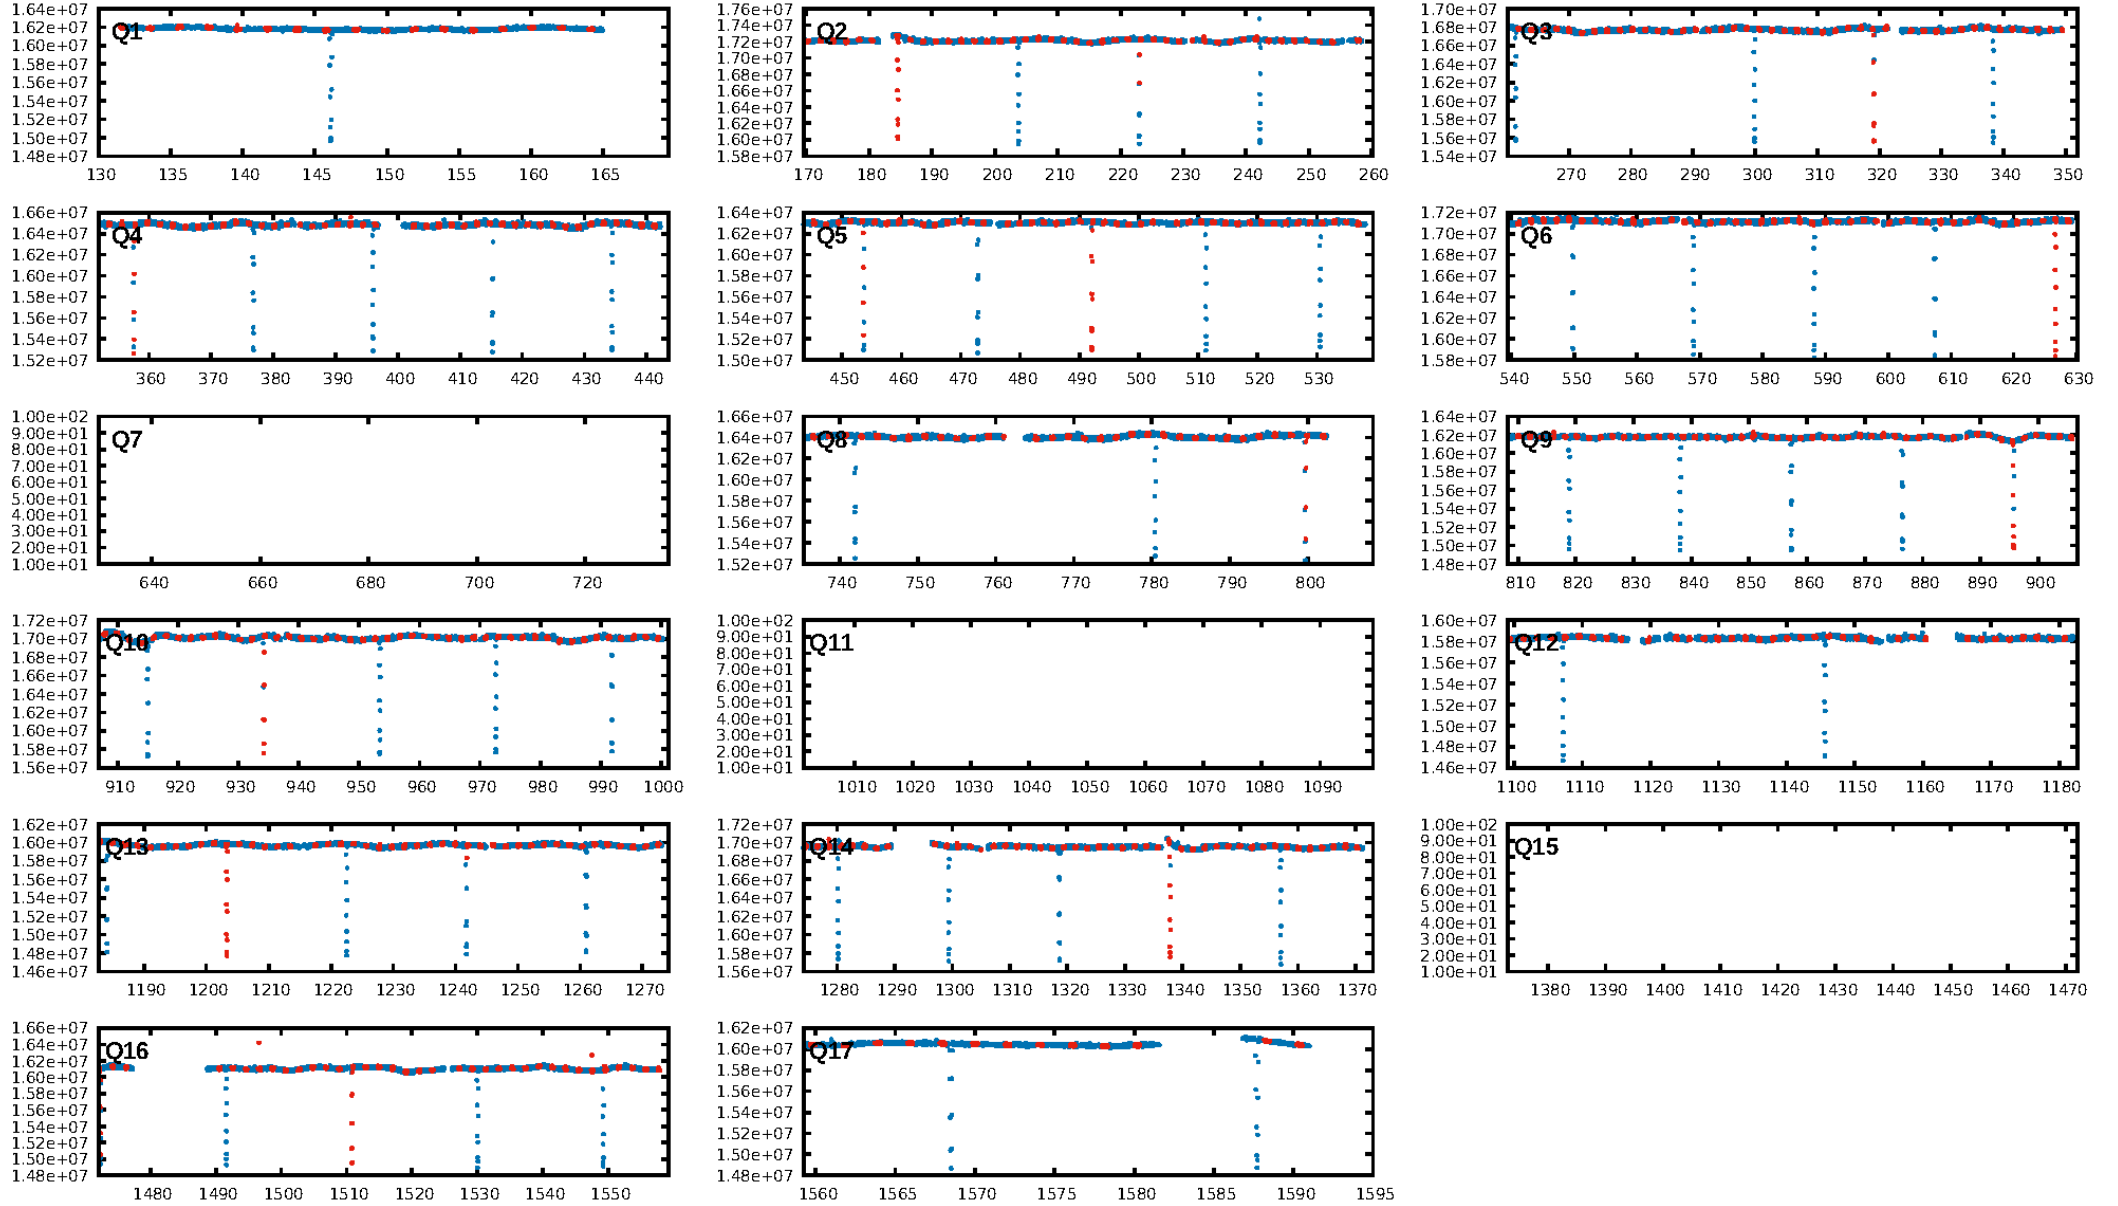 1.64e+07
1.62e+07
1.60e+07
1.58e+07
1.56e+07
1.54e+07
1.52e+07
1.50e+07
1.48e+07
Q1
130 135 140 145 150 155 160 165
1.76e+07
1.74e+07
1.72e+07
1.70e+07
1.68e+07
1.66e+07
1.64e+07
1.62e+07
1.60e+07
1.58e+07
Q2
170 180 190 200 210 220 230 240 250 260
1.70e+07
1.68e+07
1.66e+07
1.64e+07
1.62e+07
1.60e+07
1.58e+07
1.56e+07
1.54e+07
Q3
270 280 290 300 310 320 330 340 350
1.66e+07
1.64e+07
1.62e+07
1.60e+07
1.58e+07
1.56e+07
1.54e+07
1.52e+07
Q4
360 370 380 390 400 410 420 430 440
1.64e+07
1.62e+07
1.60e+07
1.58e+07
1.56e+07
1.54e+07
1.52e+07
1.50e+07
Q5
450 460 470 480 490 500 510 520 530
1.72e+07
1.70e+07
1.68e+07
1.66e+07
1.64e+07
1.62e+07
1.60e+07
1.58e+07
Q6
540 550 560 570 580 590 600 610 620 630
1.00e+02
9.00e+01
8.00e+01
7.00e+01
6.00e+01
5.00e+01
4.00e+01
3.00e+01
2.00e+01
1.00e+01
Q7
640 660 680 700 720
1.66e+07
1.64e+07
1.62e+07
1.60e+07
1.58e+07
1.56e+07
1.54e+07
1.52e+07
Q8
740 750 760 770 780 790 800
1.64e+07
1.62e+07
1.60e+07
1.58e+07
1.56e+07
1.54e+07
1.52e+07
1.50e+07
1.48e+07
Q9
810 820 830 840 850 860 870 880 890 900
1.72e+07
1.70e+07
1.68e+07
1.66e+07
1.64e+07
1.62e+07
1.60e+07
1.58e+07
1.56e+07
Q10
910 920 930 940 950 960 970 980 990 1000
1.00e+02
9.00e+01
8.00e+01
7.00e+01
6.00e+01
5.00e+01
4.00e+01
3.00e+01
2.00e+01
1.00e+01
Q11
1010 1020 1030 1040 1050 1060 1070 1080 1090
1.60e+07
1.58e+07
1.56e+07
1.54e+07
1.52e+07
1.50e+07
1.48e+07
1.46e+07
Q12
1100 1110 1120 1130 1140 1150 1160 1170 1180
1.62e+07
1.60e+07
1.58e+07
1.56e+07
1.54e+07
1.52e+07
1.50e+07
1.48e+07
1.46e+07
Q13
1190 1200 1210 1220 1230 1240 1250 1260 1270
1.72e+07
1.70e+07
1.68e+07
1.66e+07
1.64e+07
1.62e+07
1.60e+07
1.58e+07
1.56e+07
Q14
1280 1290 1300 1310 1320 1330 1340 1350 1360 1370
1.00e+02
9.00e+01
8.00e+01
7.00e+01
6.00e+01
5.00e+01
4.00e+01
3.00e+01
2.00e+01
1.00e+01
Q15
1380 1390 1400 1410 1420 1430 1440 1450 1460 1470
1.66e+07
1.64e+07
1.62e+07
1.60e+07
1.58e+07
1.56e+07
1.54e+07
1.52e+07
1.50e+07
1.48e+07
Q16
1480 1490 1500 1510 1520 1530 1540 1550
1.62e+07
1.60e+07
1.58e+07
1.56e+07
1.54e+07
1.52e+07
1.50e+07
1.48e+07
Q17
1560 1565 1570 1575 1580 1585 1590 1595